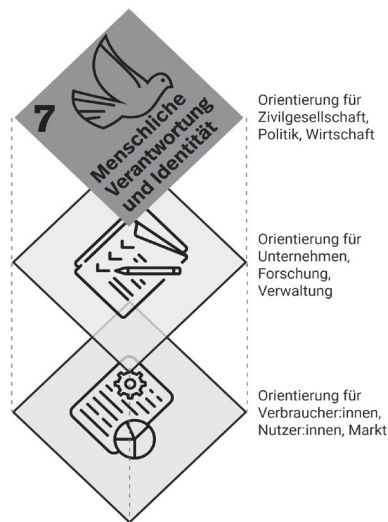 7
Menschliche
Verantwortung
und Identität
Orientierung für
Zivilgesellschaft,
Politik, Wirtschaft
Orientierung für
Unternehmen,
Forschung,
Verwaltung
Orientierung für
Verbraucher:innen,
Nutzer:innen, Markt